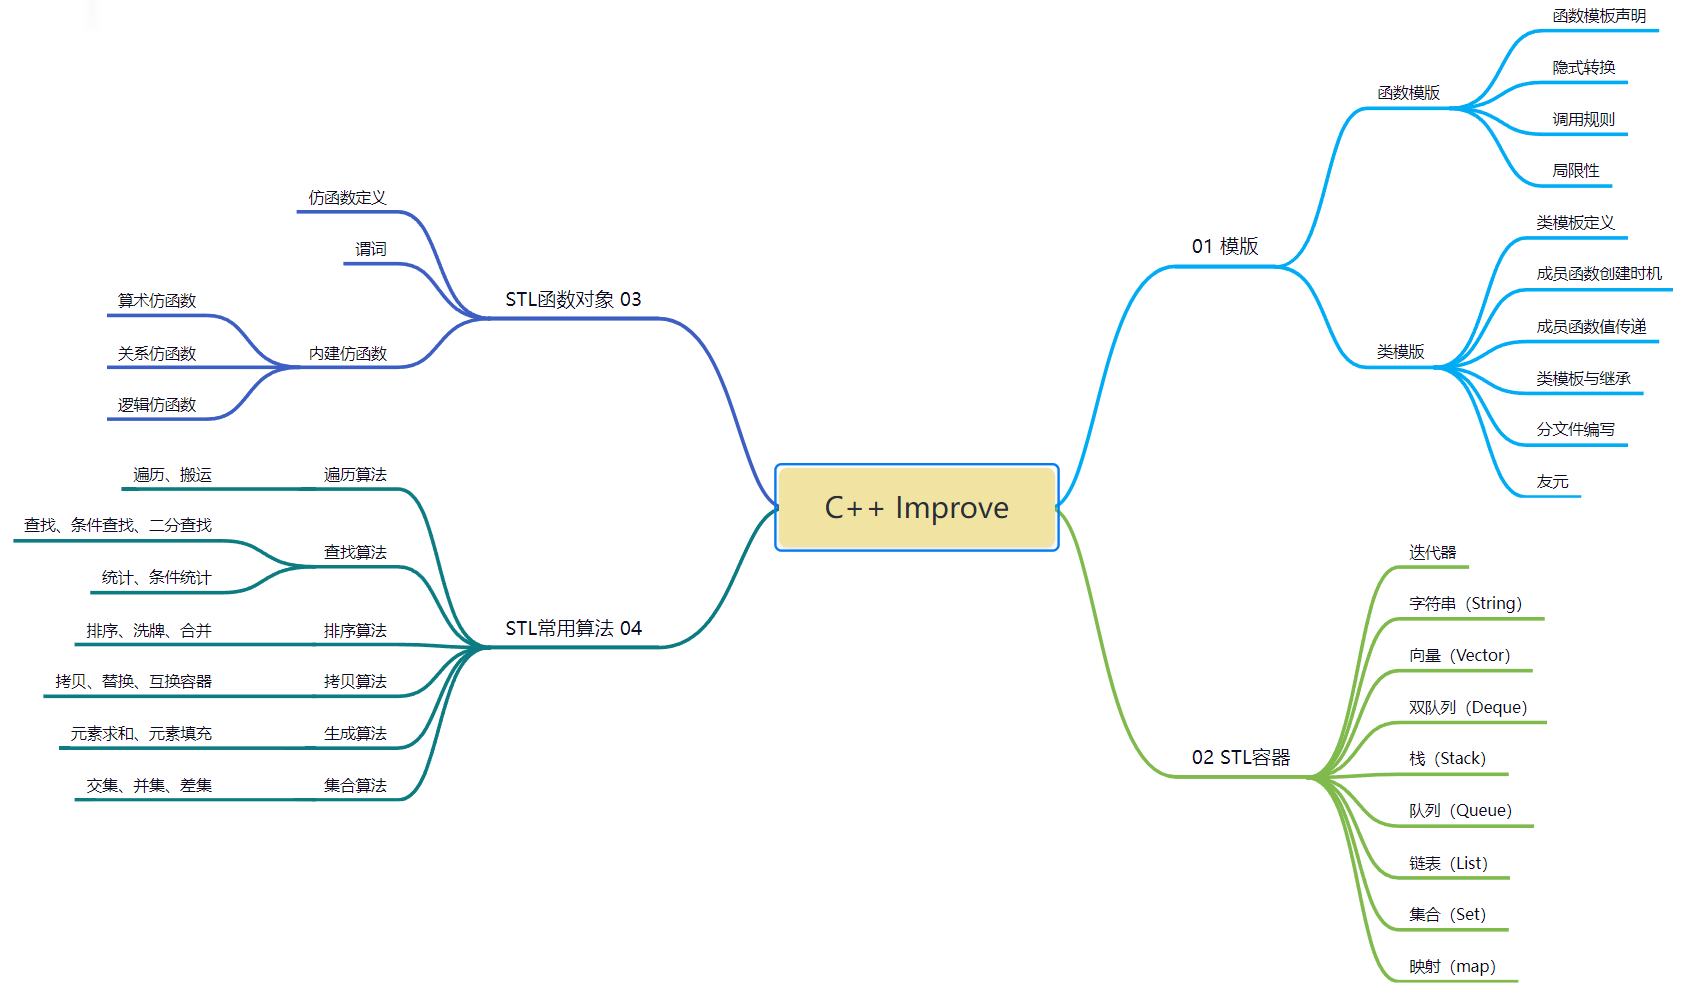 C++ Improve
01 模版
函数模版
函数模板声明
隐式转换
调用规则
局限性
类模版
类模板定义
成员函数创建时机
成员函数值传递
类模板与继承
分文件编写
友元
02 STL容器
迭代器
字符串（String）
向量（Vector）
双队列（Deque）
栈（Stack）
队列（Queue）
链表（List）
集合（Set）
映射（map）
STL函数对象 03
仿函数定义
谓词
内建仿函数
算术仿函数
关系仿函数
逻辑仿函数
STL常用算法 04
遍历算法
遍历、搬运
查找算法
查找、条件查找、二分查找
统计、条件统计
排序算法
排序、洗牌、合并
拷贝算法
拷贝、替换、互换容器
生成算法
元素求和、元素填充
集合算法
交集、并集、差集